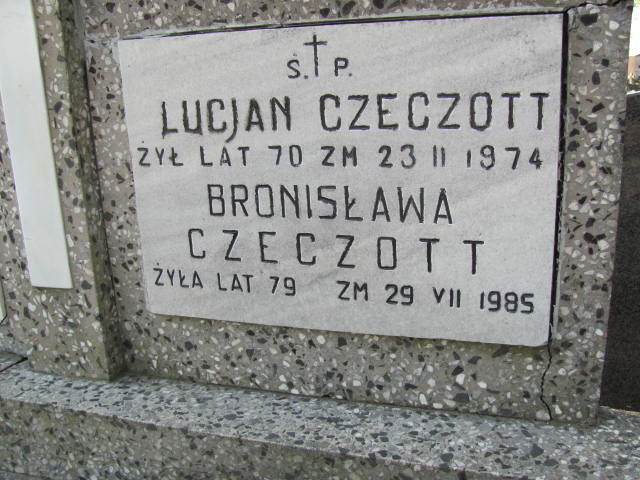 Ś.†P.
LUCJAN CZECZOTT
ŻYŁ LAT 70 ZM 23 II 1974
BRONISŁAWA
CZECZOTT
ŻYŁA LAT 79 ZM 29 VII 1985